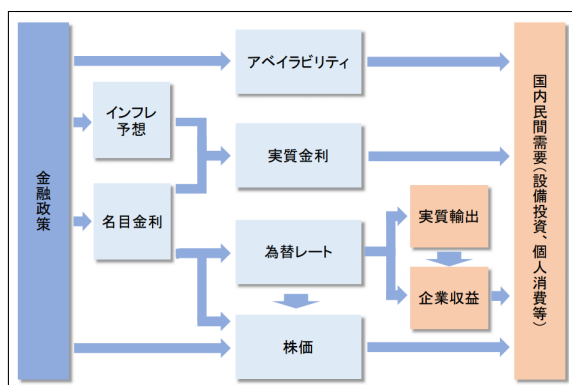 金融政策
アベイラビリティ
インフレ
予想
実質金利
名目金利
為替レート
実質輸出
企業収益
株価
国内民間需要(設備投資、個人消費等)